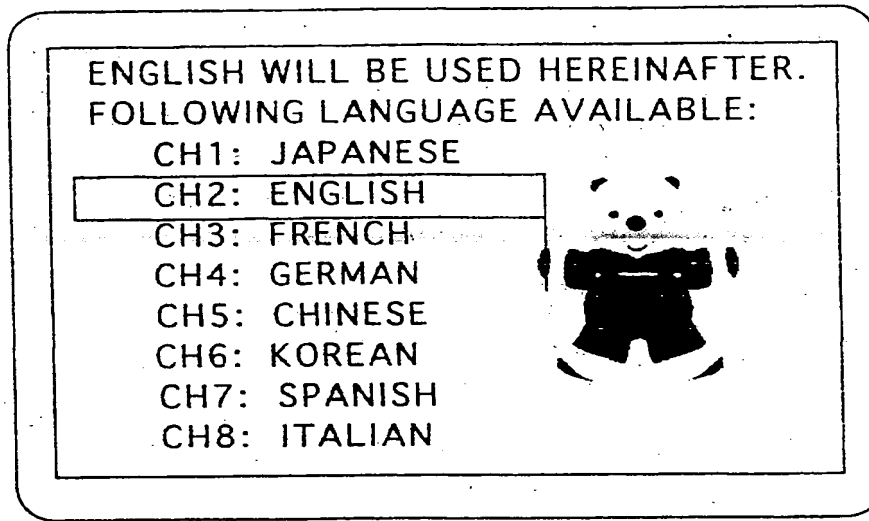 ENGLISH WILL BE USED HEREINAFTER.
FOLLOWING LANGUAGE AVAILABLE:
CH1: JAPANESE
CH2: ENGLISH
CH3: FRENCH
CH4: GERMAN
CH5: CHINESE
CH6: KOREAN
CH7: SPANISH
CH8: ITALIAN